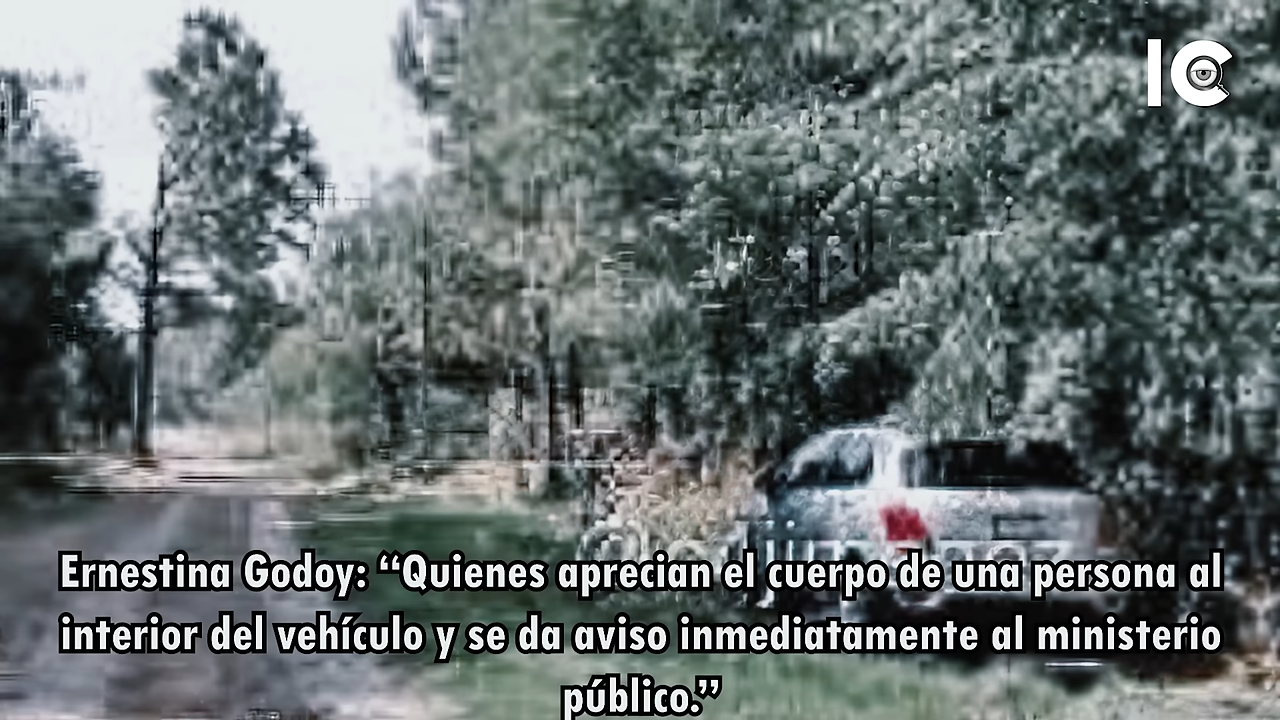 IC
Ernestina Godoy: “Quienes aprecian el cuerpo de una persona al
interior del vehículo y se da aviso inmediatamente al ministerio
público.”